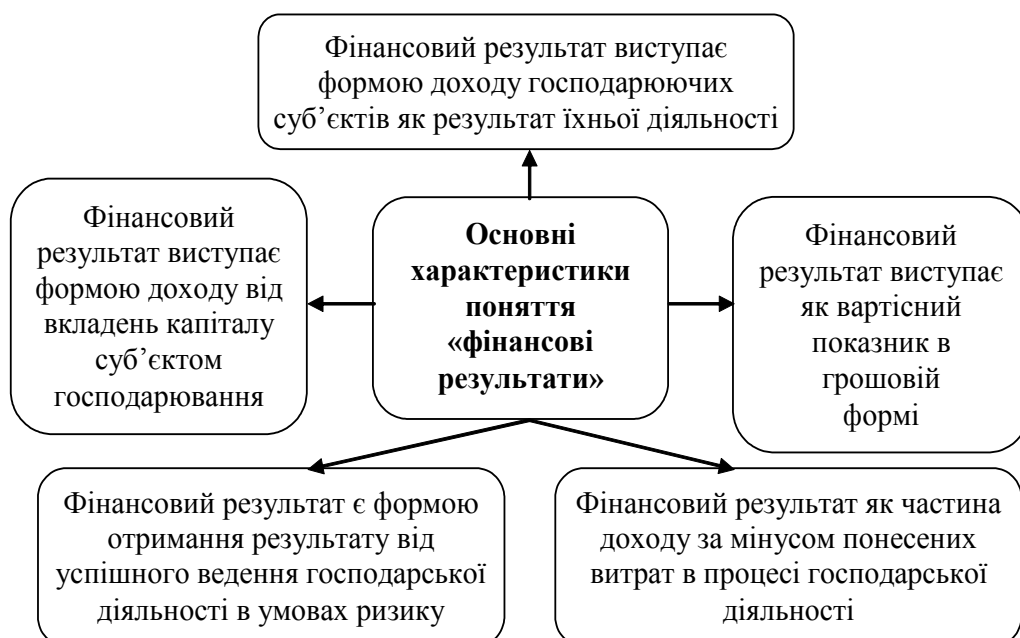 Фінансовий результат виступає
формою доходу господарюючих
суб’єктів як результат їхньої діяльності
Фінансовий
результат виступає
формою доходу від
вкладень капіталу
суб’єктом
господарювання
Основні
характеристики
поняття
«фінансові
результати»
Фінансовий
результат виступає
як вартісний
показник в
грошовій
формі
Фінансовий результат є формою
отримання результату від
успішного ведення господарської
діяльності в умовах ризику
Фінансовий результат як частина
доходу за мінусом понесених
витрат в процесі господарської
діяльності